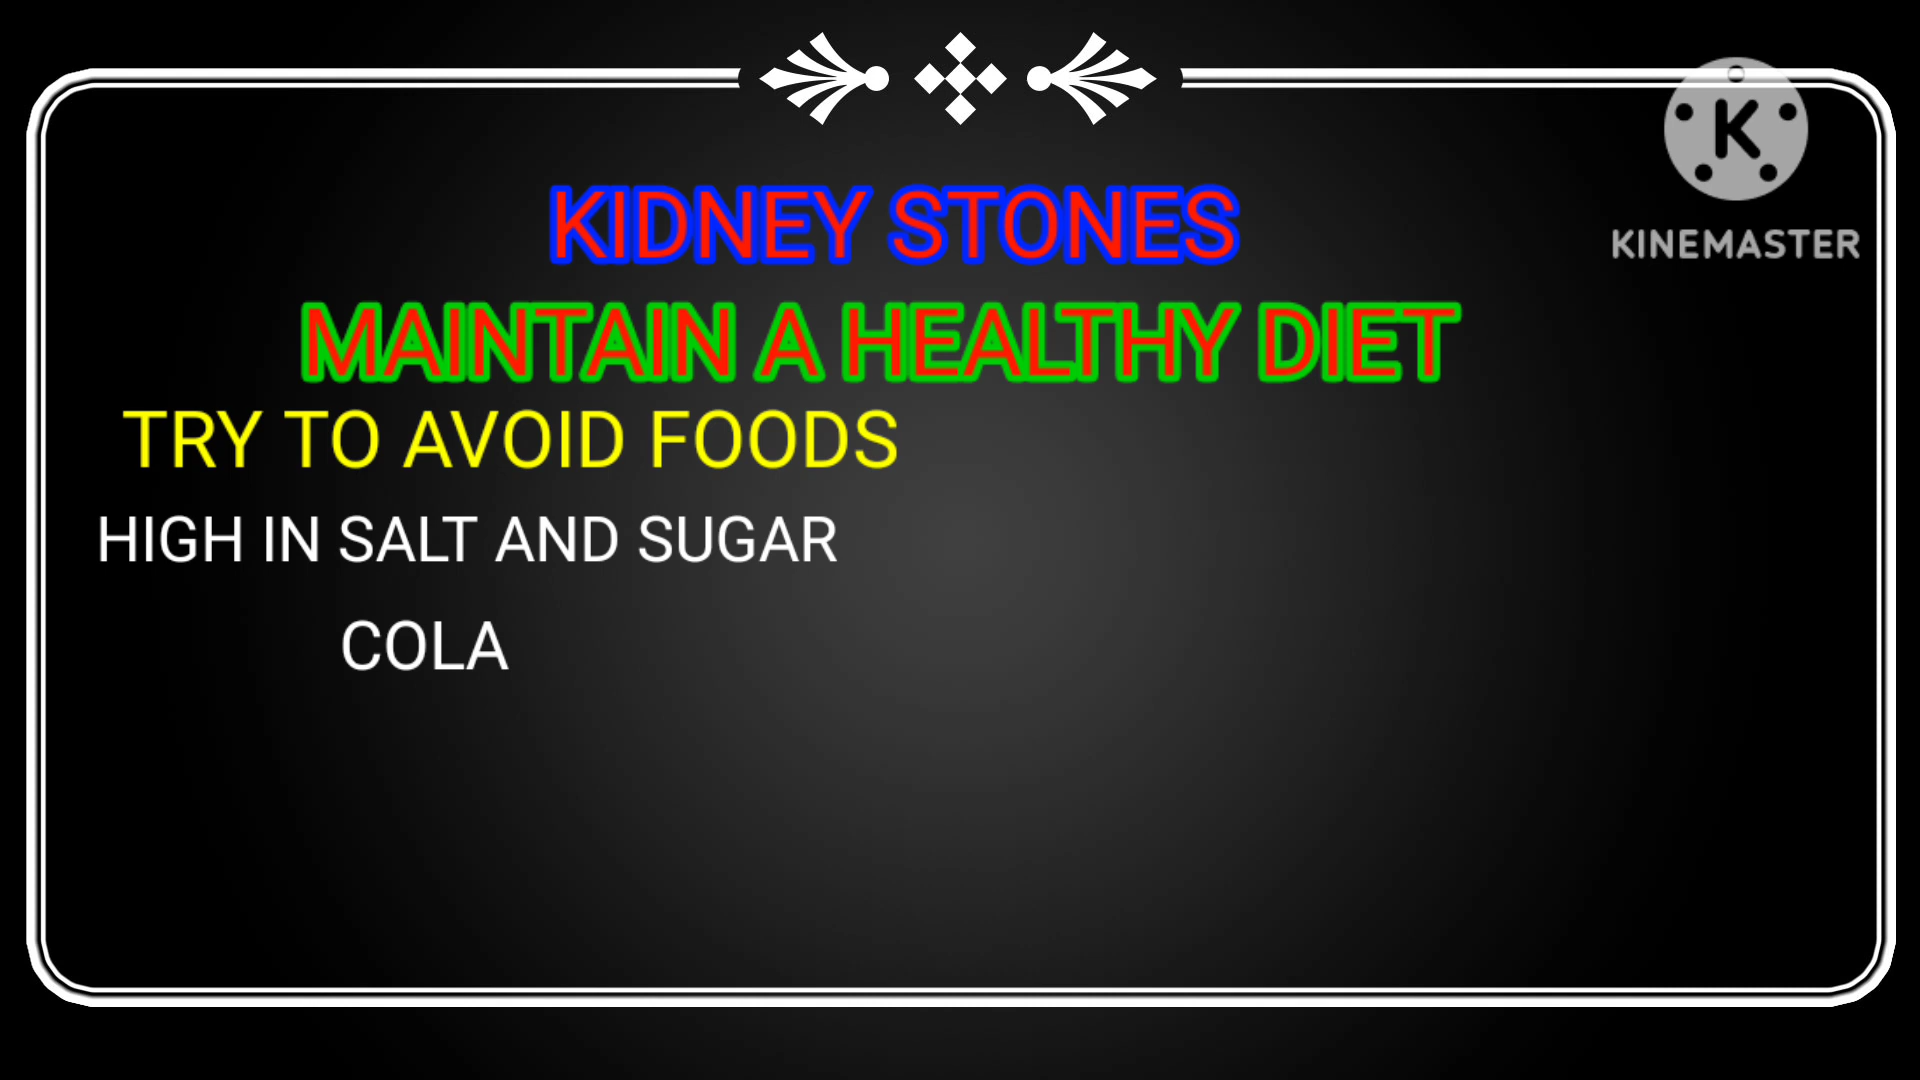 K
KINEMASTER
KIDNEY STONES
MAINTAIN A HEALTHY DIET
TRY TO AVOID FOODS
HIGH IN SALT AND SUGAR
COLA